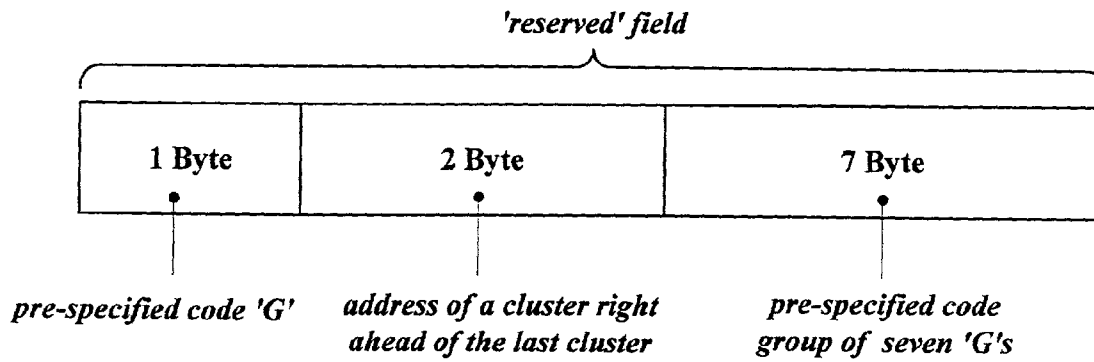 'reserved' field
1 Byte
2 Byte
7 Byte
pre-specified code 'G'
address of a cluster right
ahead of the last cluster
pre-specified code
group of seven 'G's